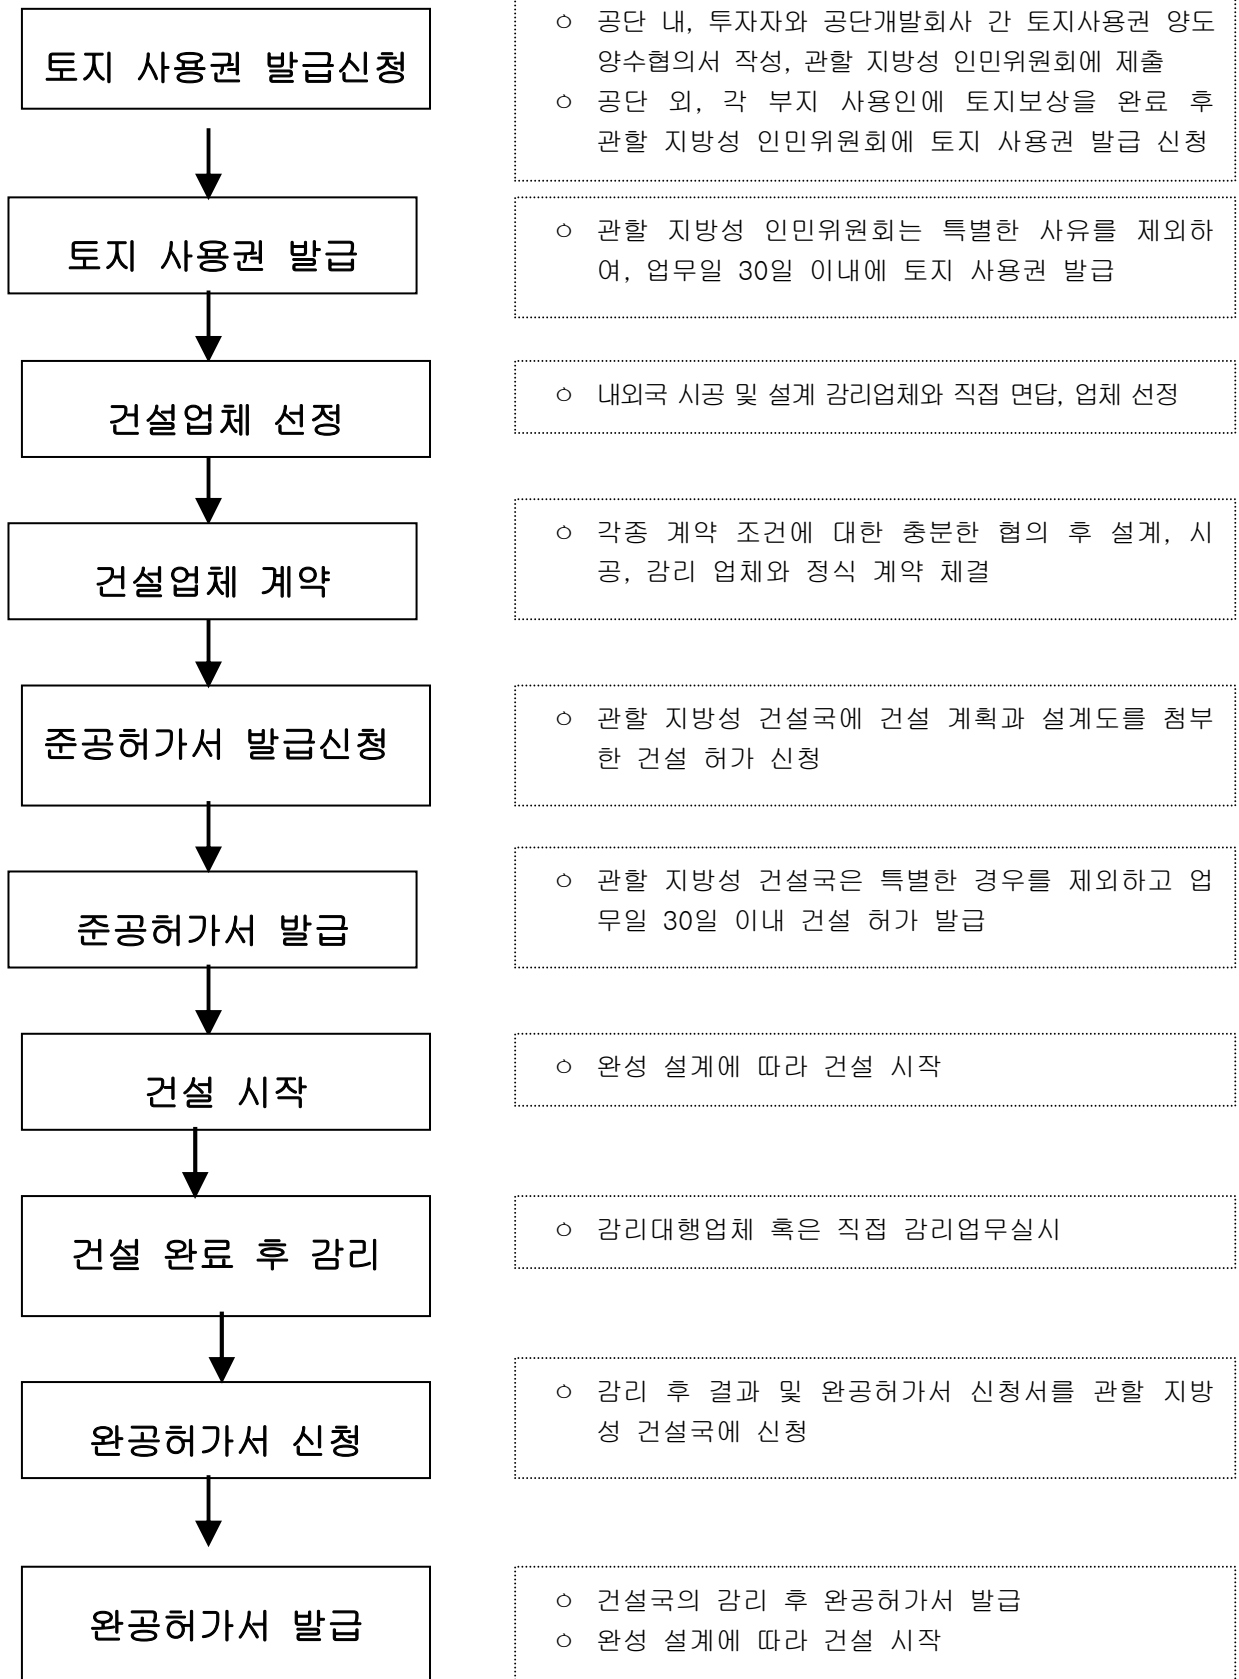 토지 사용권 발급신청
ㅇ 공단 내, 투자자와 공단개발회사 간 토지사용권 양도
양수협의서 작성, 관할 지방성 인민위원회에 제출
ㅇ 공단 외, 각 부지 사용인에 토지보상을 완료 후
관할 지방성 인민위원회에 토지 사용권 발급 신청
토지 사용권 발급
ㅇ 관할 지방성 인민위원회는 특별한 사유를 제외하
여, 업무일 30일 이내에 토지 사용권 발급
건설업체 선정
ㅇ 내외국 시공 및 설계 감리업체와 직접 면담, 업체 선정
건설업체 계약
ㅇ 각종 계약 조건에 대한 충분한 협의 후 설계, 시
공, 감리 업체와 정식 계약 체결
준공허가서 발급신청
ㅇ 관할 지방성 건설국에 건설 계획과 설계도를 첨부
한 건설 허가 신청
준공허가서 발급
ㅇ 관할 지방성 건설국은 특별한 경우를 제외하고 업
무일 30일 이내 건설 허가 발급
건설 시작
ㅇ 완성 설계에 따라 건설 시작
건설 완료 후 감리
ㅇ 감리대행업체 혹은 직접 감리업무실시
완공허가서 신청
ㅇ 감리 후 결과 및 완공허가서 신청서를 관할 지방
성 건설국에 신청
완공허가서 발급
ㅇ 건설국의 감리 후 완공허가서 발급
ㅇ 완성 설계에 따라 건설 시작